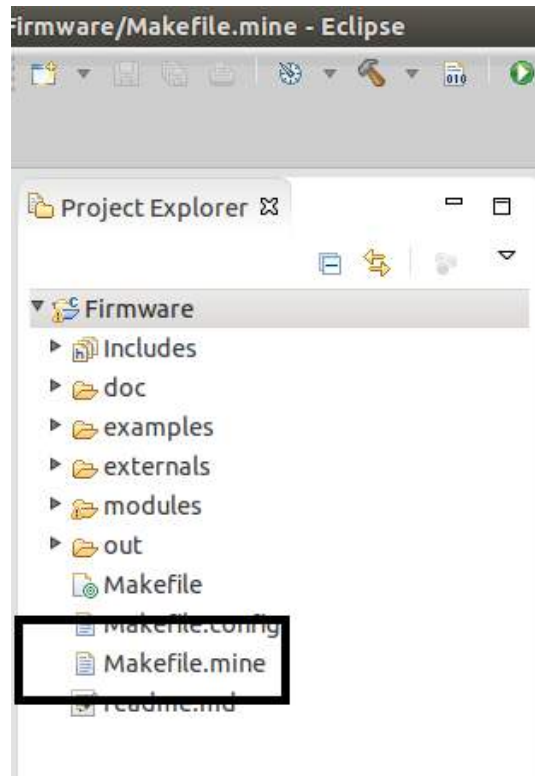 Firmware/Makefile.mine - Eclipse
010
Project Explorer
Firmware
Includes
doc
examples
externals
modules
out
Makefile
Makefile.config
Makefile.mine
readme.md